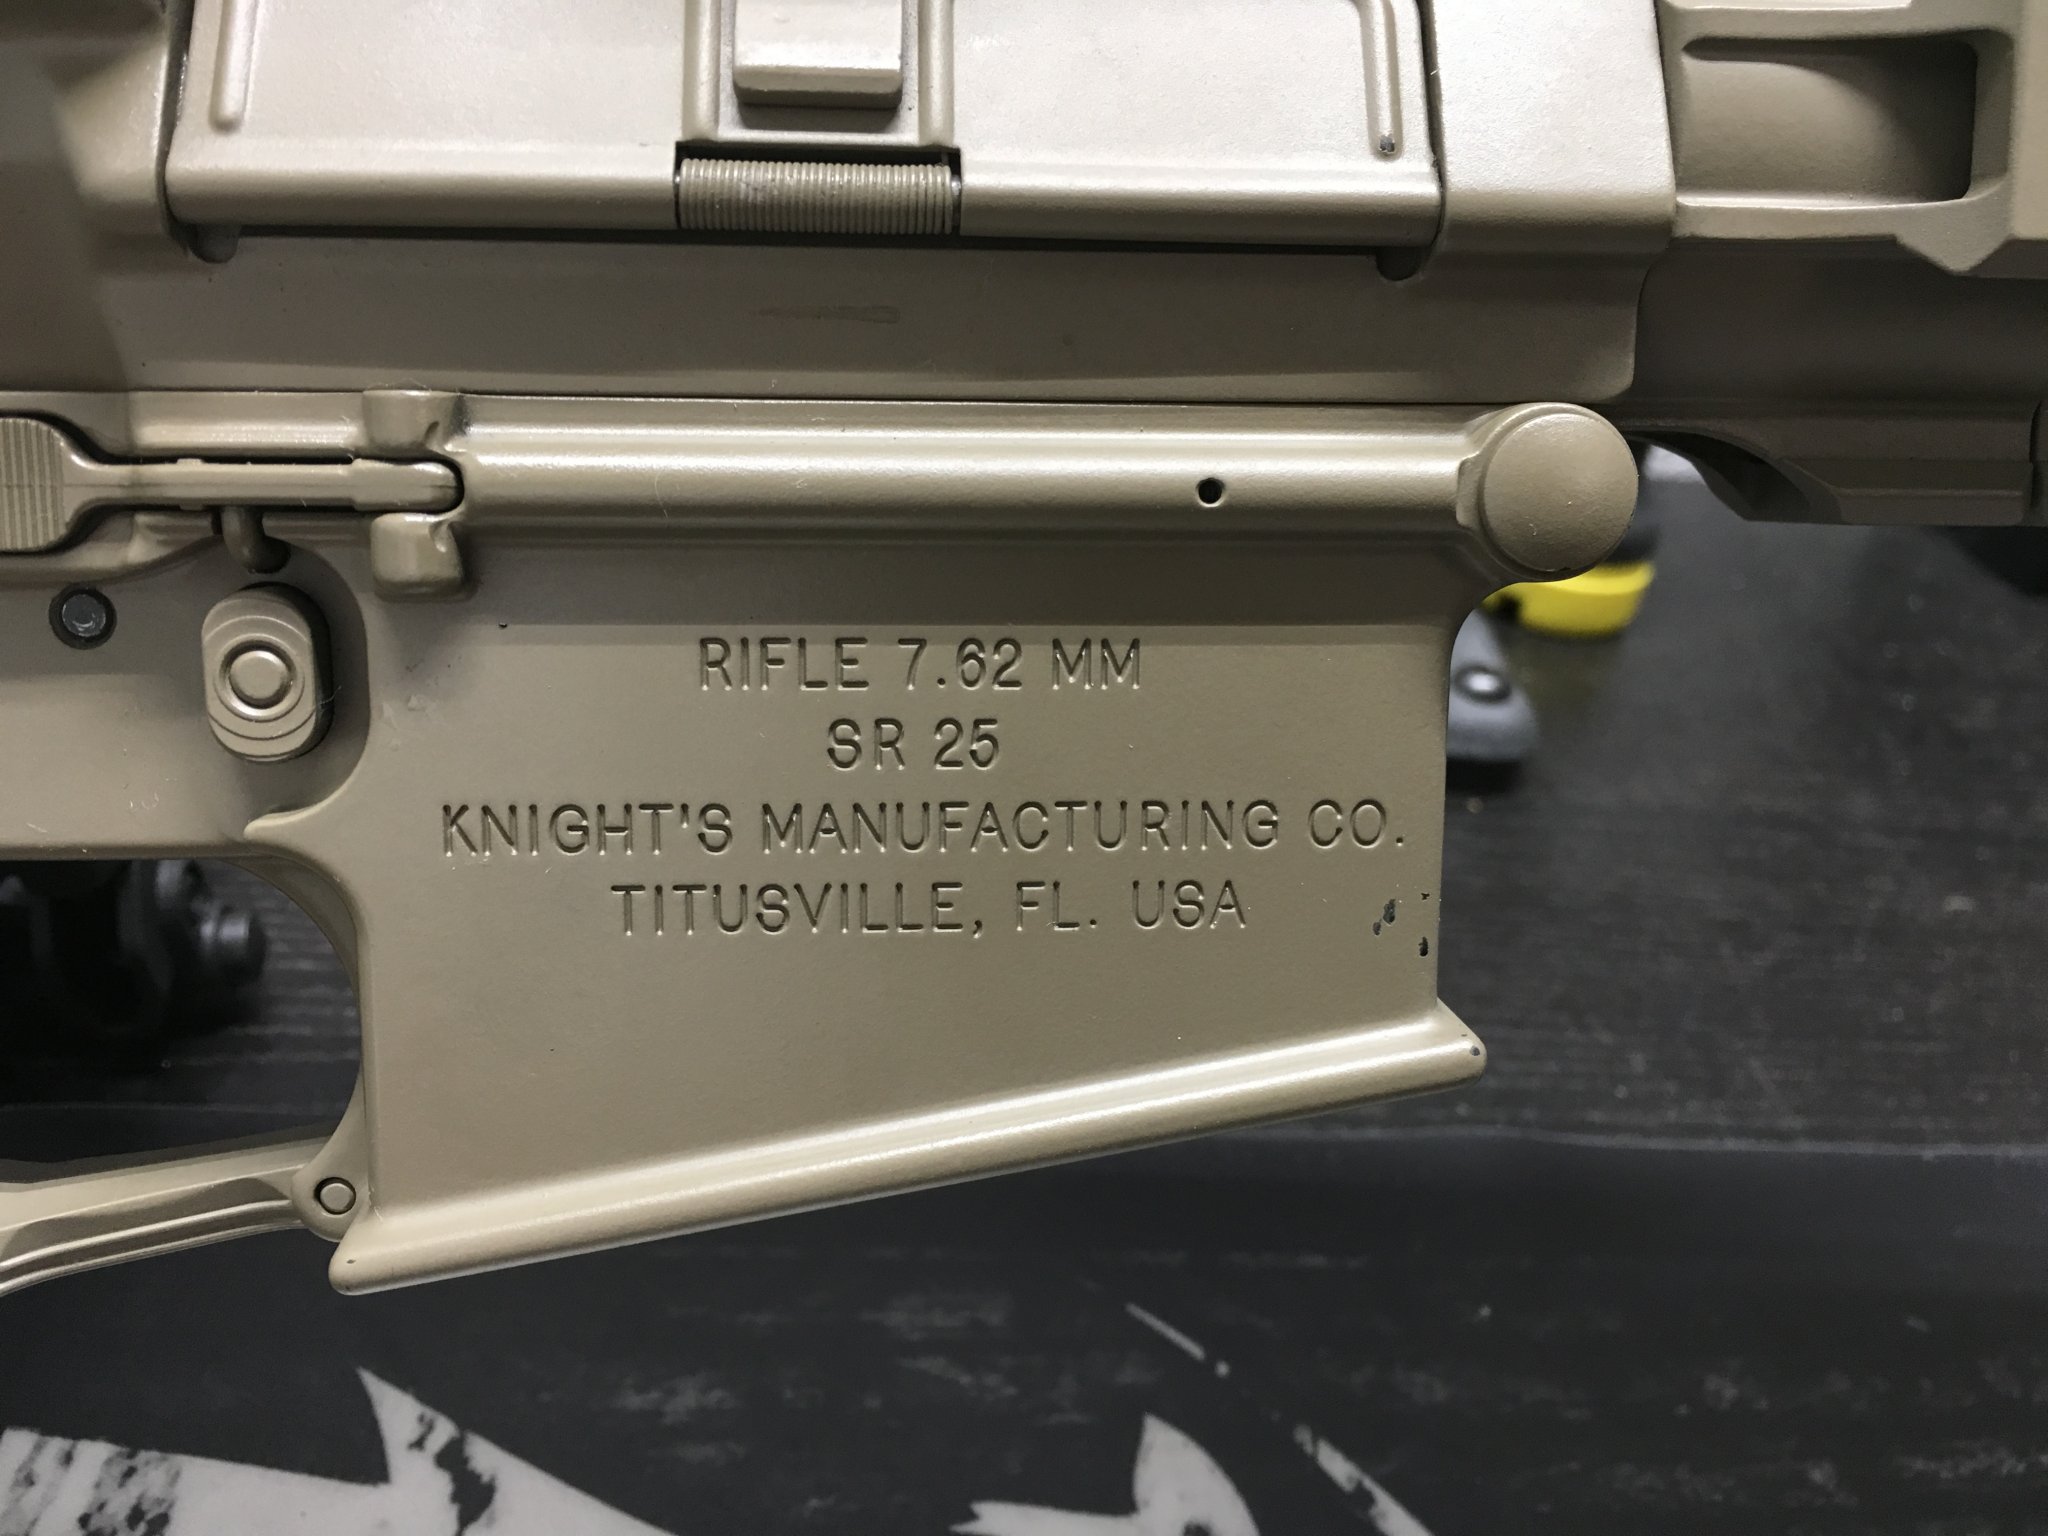 RIFLE 7.62 MM
SR 25
KNIGHT'S MANUFACTURING CO.
TITUSVILLE, FL. USA